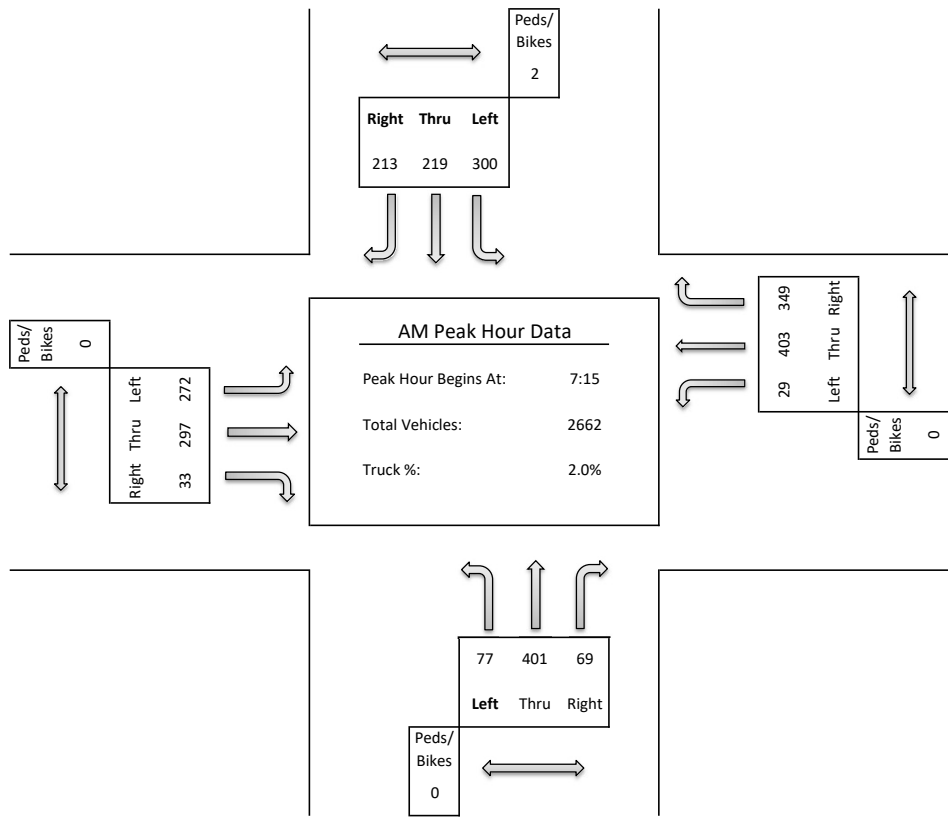 Peds/
Bikes
2
Right Thru Left
213 219 300
349 Right
403 Thru
29 Left
Peds/
Bikes
0
AM Peak Hour Data
Peak Hour Begins At: 7:15
Total Vehicles: 2662
Truck %: 2.0%
Peds/
Bikes
0
Left 272
Thru 297
Right 33
77 401 69
Left Thru Right
Peds/
Bikes
0